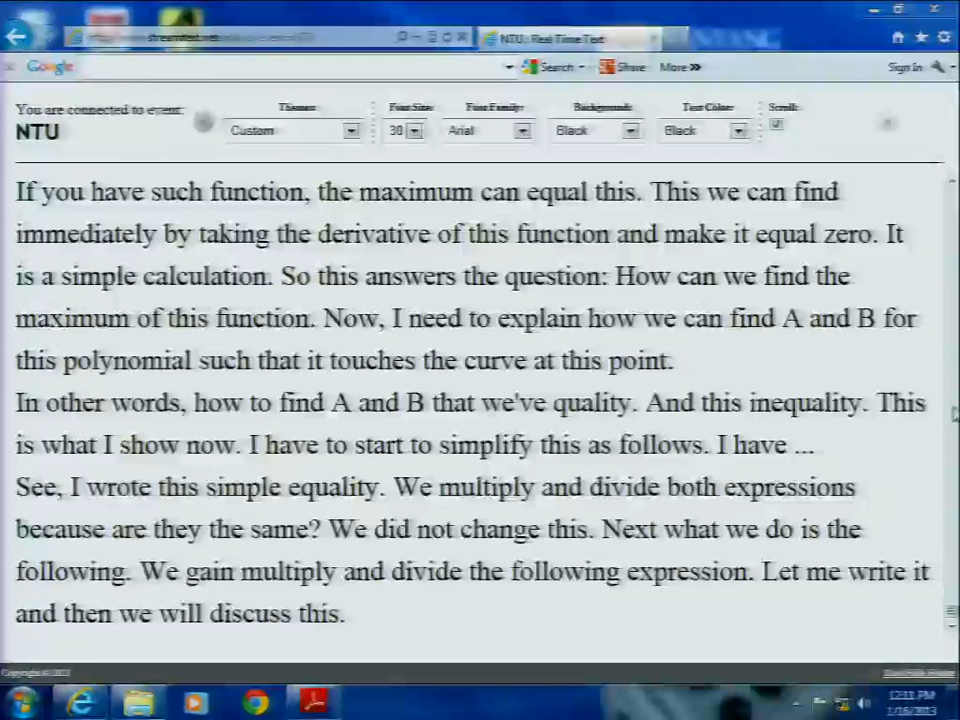 NTU : Real Time Text
Google
Search
Share
More »
Sign In
You are connected to event:
NTU
Themes:
Font Size:
Font Family:
Background:
Text Color:
Scroll:
Custom
30
Arial
Black
Black
If you have such function, the maximum can equal this. This we can find
immediately by taking the derivative of this function and make it equal zero. It
is a simple calculation. So this answers the question: How can we find the
maximum of this function. Now, I need to explain how we can find A and B for
this polynomial such that it touches the curve at this point.
In other words, how to find A and B that we've quality. And this inequality. This
is what I show now. I have to start to simplify this as follows. I have ...
See, I wrote this simple equality. We multiply and divide both expressions
because are they the same? We did not change this. Next what we do is the
following. We gain multiply and divide the following expression. Let me write it
and then we will discuss this.
12:11 PM
1/16/2013